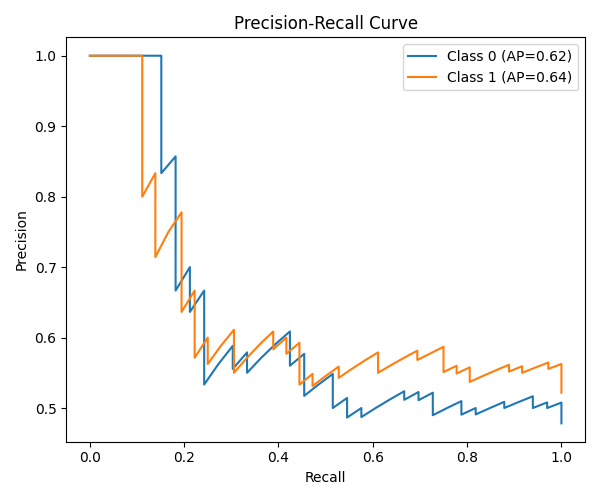 Precision-Recall Curve
Class 0 (AP=0.62)
Class 1 (AP=0.64)
1.0
0.9
0.8
0.7
0.6
0.5
Precision
0.0 0.2 0.4 0.6 0.8 1.0
Recall